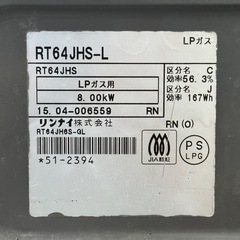 RT64JHS-L
LPガス
RT64JHS
区分名 C
効率56.3%
LPガス用
区分名 J
8.00kW
効率 167Wh
15.04-006559 RN
リンナイ株式会社
RN (O)
RT64JH6S-GL
*51-2394
JIA認証
PS
LPG